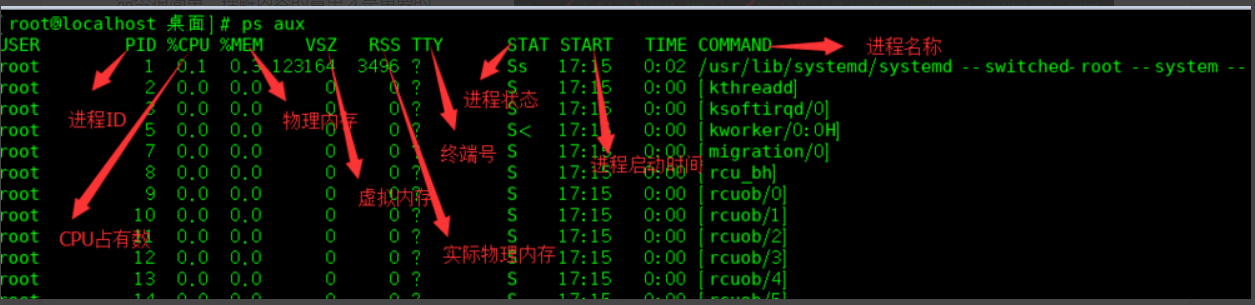 [root@localhost 桌面]# ps aux
USER PID %CPU %MEM VSZ RSS TTY STAT START TIME COMMAND 进程名称
root 1 0.1 0.3 123164 3496 ? Ss 17:15 0:02 /usr/lib/systemd/systemd --switched-root --system --
root 2 0.0 0.0 0 0 ? S 17:15 0:00 [kthreadd]
进程状态
root 3 0.0 0.0 0 0 ? S 17:15 0:00 [ksoftirqd/0]
进程ID 物理内存
root 5 0.0 0.0 0 0 ? S< 17:15 0:00 [kworker/0:0H]
root 7 0.0 0.0 0 0 ? S 17:15 0:00 [migration/0]
终端号 进程启动时间
root 8 0.0 0.0 0 0 ? S 17:15 0:00 [rcu_bh]
root 9 0.0 0.0 0 0 ? S 17:15 0:00 [rcuob/0]
虚拟内存
root 10 0.0 0.0 0 0 ? S 17:15 0:00 [rcuob/1]
root 11 0.0 0.0 0 0 ? S 17:15 0:00 [rcuob/2]
CPU占有数 实际物理内存
root 12 0.0 0.0 0 0 ? S 17:15 0:00 [rcuob/3]
root 13 0.0 0.0 0 0 ? S 17:15 0:00 [rcuob/4]
root 14 0.0 0.0 0 0 ? S 17:15 0:00 [rcuob/5]